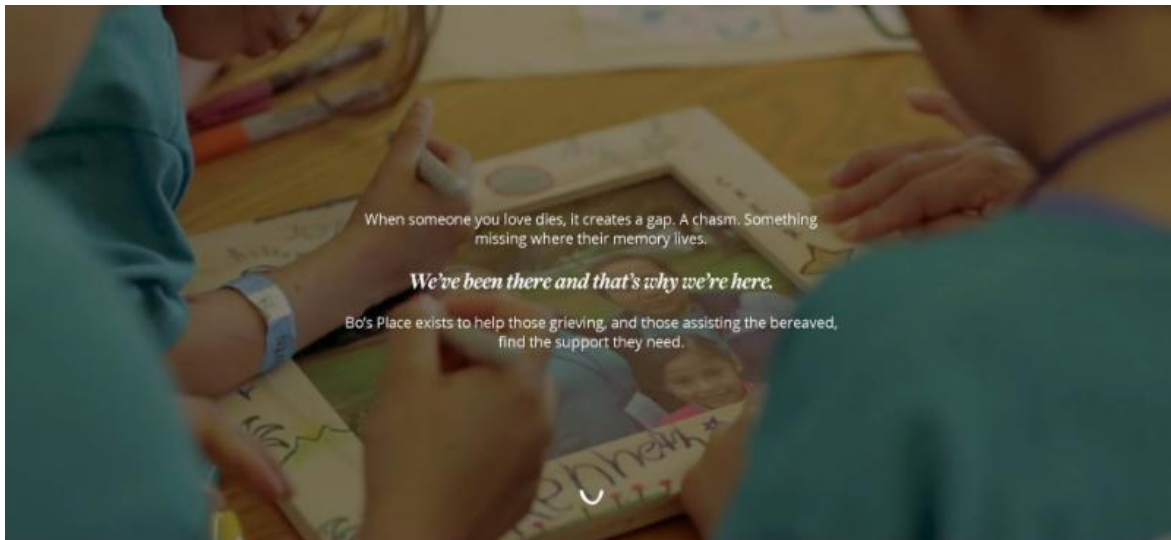 When someone you love dies, it creates a gap. A chasm. Something
missing where their memory lives.
We've been there and that's why we're here.
Bo's Place exists to help those grieving, and those assisting the bereaved,
find the support they need.